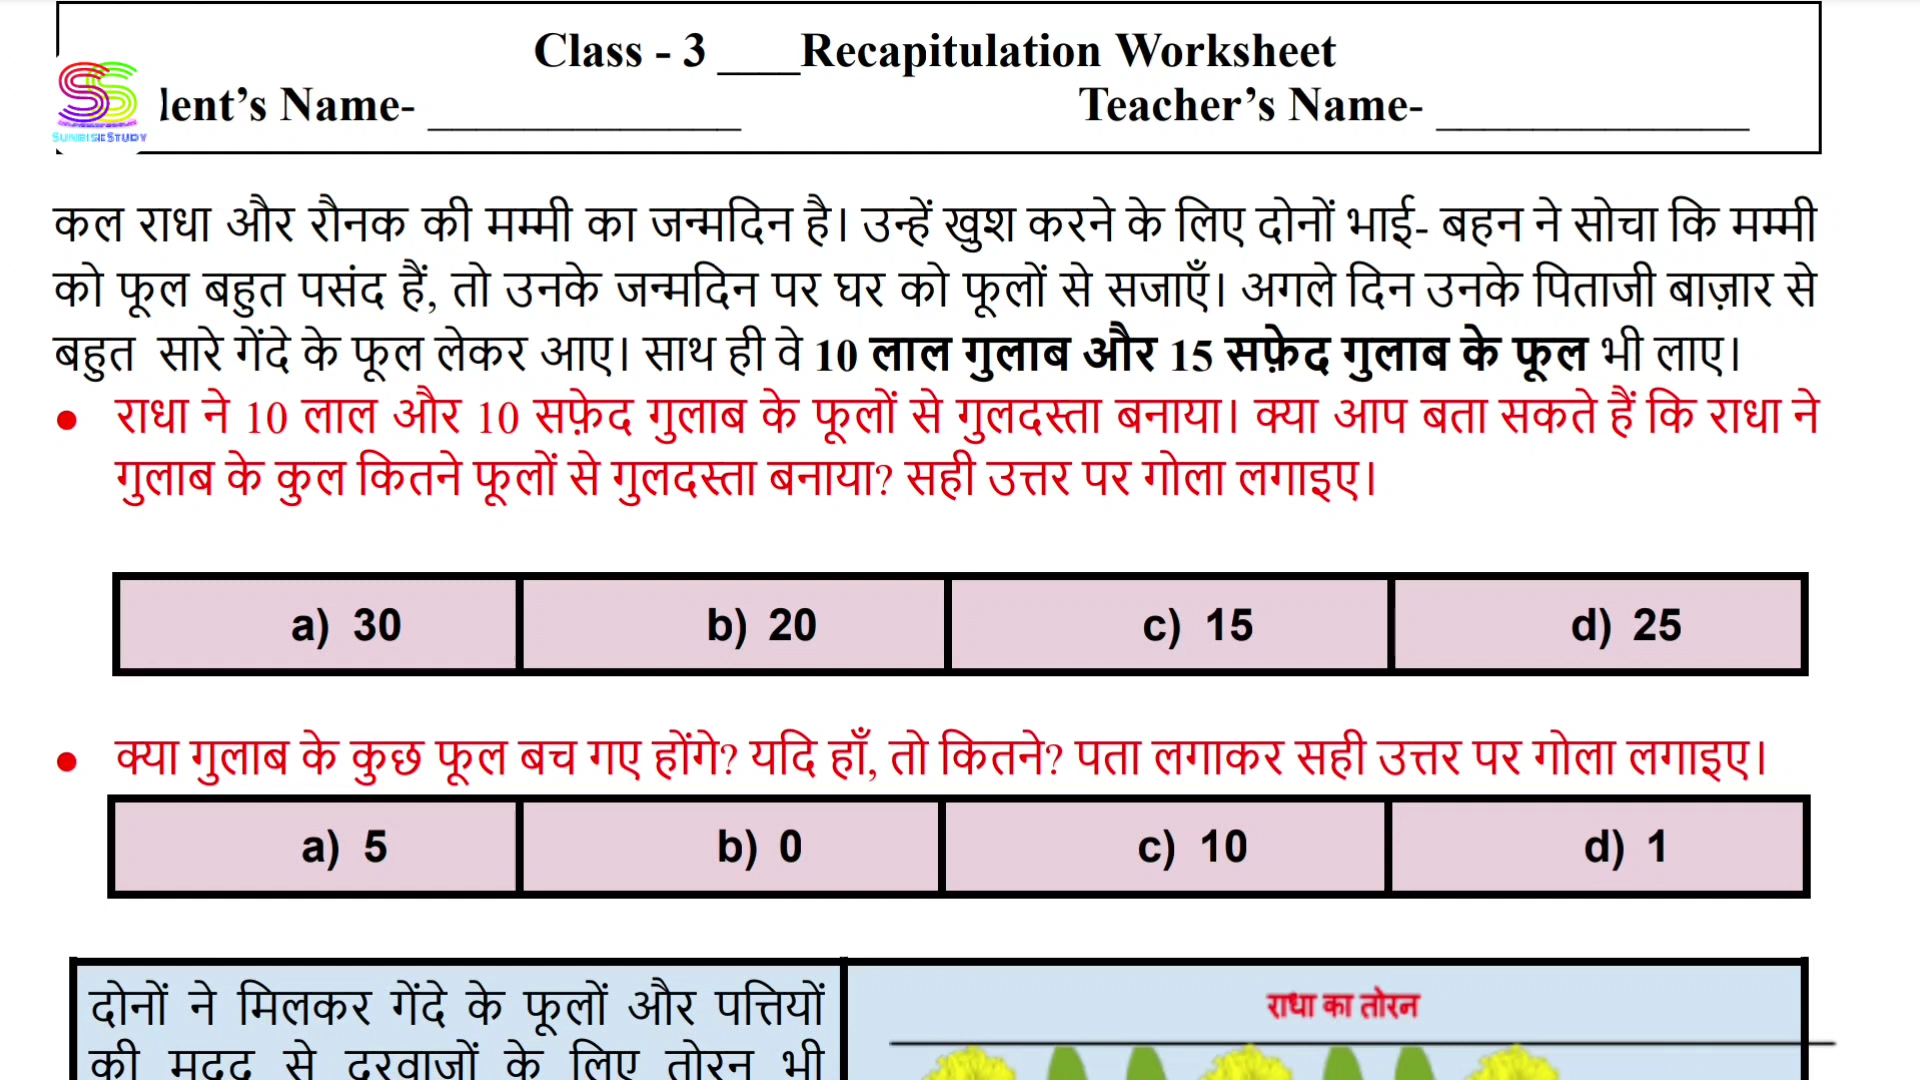 Class - 3 ____Recapitulation Worksheet
lent’s Name- _____________ Teacher’s Name- _____________
SUNRISESTUDY
कल राधा और रौनक की मम्मी का जन्मदिन है। उन्हें खुश करने के लिए दोनों भाई- बहन ने सोचा कि मम्मी
को फूल बहुत पसंद हैं, तो उनके जन्मदिन पर घर को फूलों से सजाएँ। अगले दिन उनके पिताजी बाज़ार से
बहुत सारे गेंदे के फूल लेकर आए। साथ ही वे 10 लाल गुलाब और 15 सफ़ेद गुलाब के फूल भी लाए।
• राधा ने 10 लाल और 10 सफ़ेद गुलाब के फूलों से गुलदस्ता बनाया। क्या आप बता सकते हैं कि राधा ने
गुलाब के कुल कितने फूलों से गुलदस्ता बनाया? सही उत्तर पर गोला लगाइए।
a) 30 b) 20 c) 15 d) 25
• क्या गुलाब के कुछ फूल बच गए होंगे? यदि हाँ, तो कितने? पता लगाकर सही उत्तर पर गोला लगाइए।
a) 5 b) 0 c) 10 d) 1
दोनों ने मिलकर गेंदे के फूलों और पत्तियों
की मदद से दरवाजों के लिए तोरन भी
राधा का तोरन